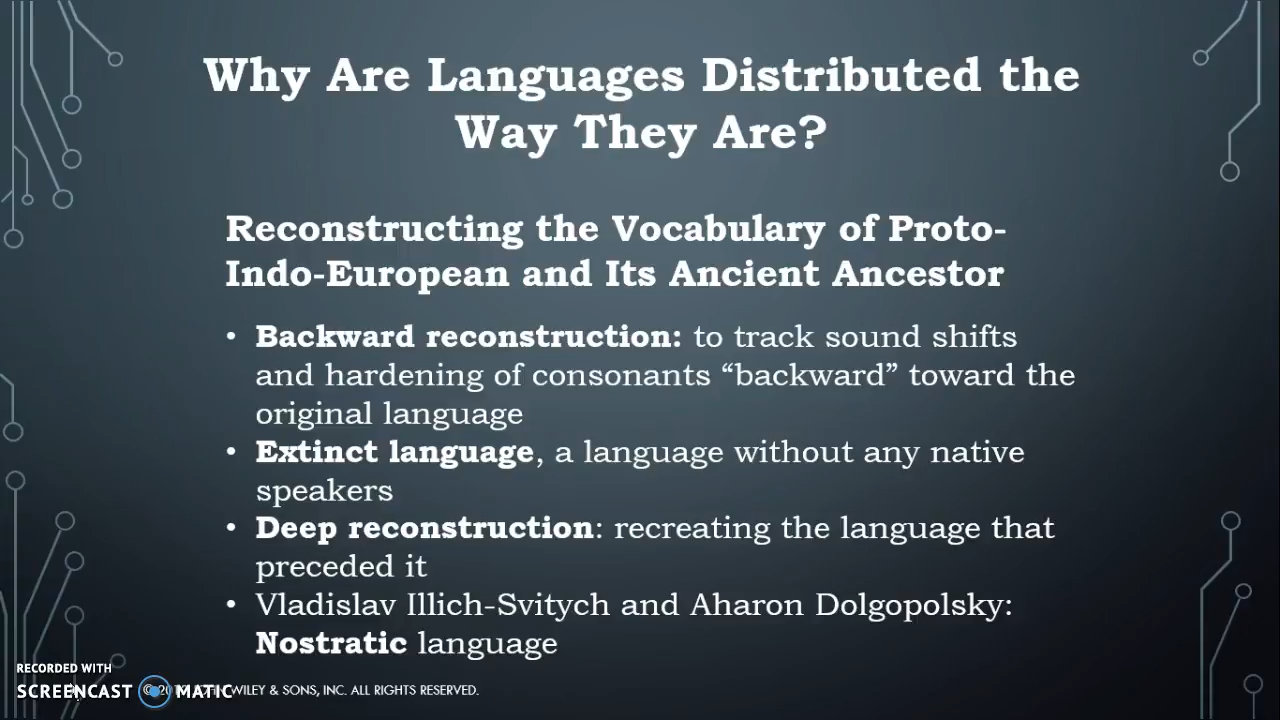 Why Are Languages Distributed the
Way They Are?
Reconstructing the Vocabulary of Proto-
Indo-European and Its Ancient Ancestor
• Backward reconstruction: to track sound shifts
and hardening of consonants “backward” toward the
original language
• Extinct language, a language without any native
speakers
• Deep reconstruction: recreating the language that
preceded it
• Vladislav Illich-Svitych and Aharon Dolgopolsky:
Nostratic language
RECORDED WITH
SCREENCAST MATIC
WILEY & SONS, INC. ALL RIGHTS RESERVED.